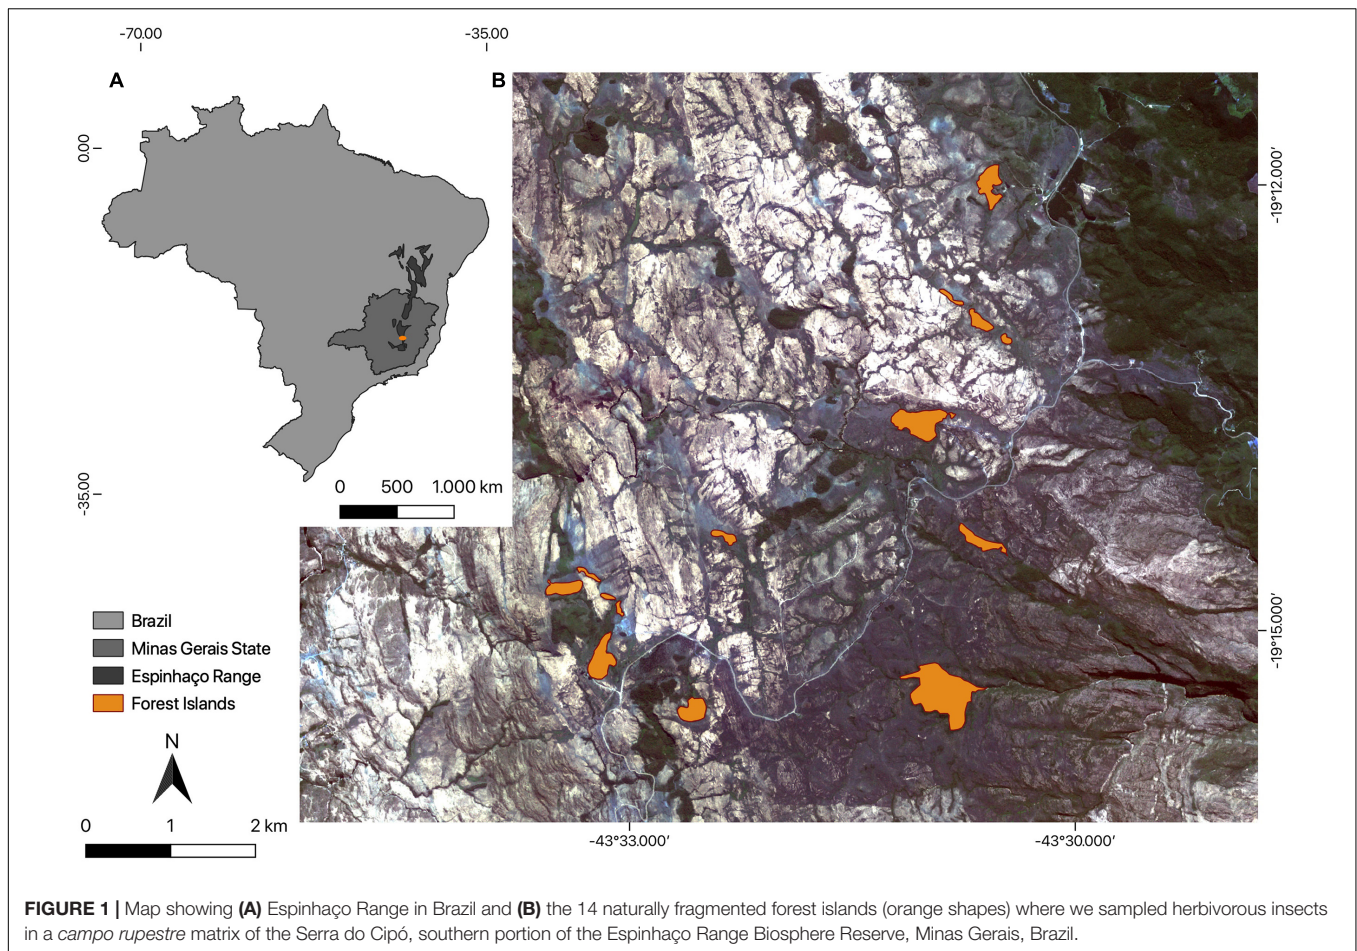 -70.00
-35.00
A
B
0.00
-35.00
-19°12.000′
-19°15.000′
0 500 1.000 km
Brazil
Minas Gerais State
Espinhaço Range
Forest Islands
N
0 1 2 km
-43°33.000′
-43°30.000′
FIGURE 1 | Map showing (A) Espinhaço Range in Brazil and (B) the 14 naturally fragmented forest islands (orange shapes) where we sampled herbivorous insects
in a campo rupestre matrix of the Serra do Cipó, southern portion of the Espinhaço Range Biosphere Reserve, Minas Gerais, Brazil.